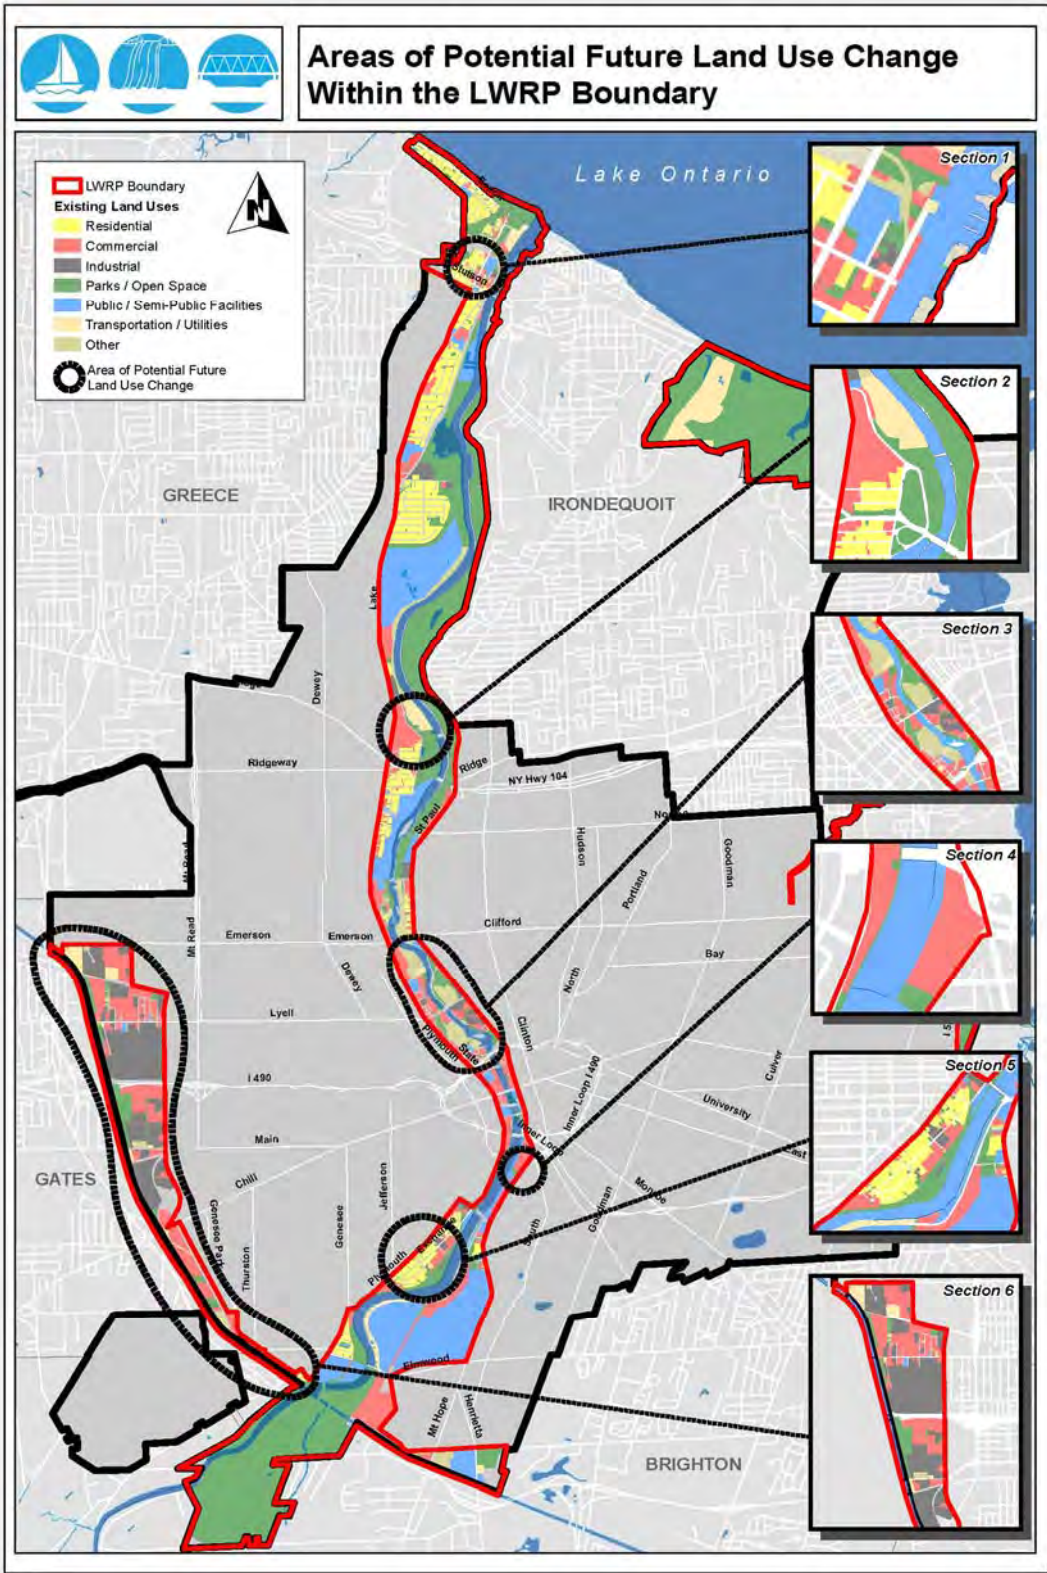 Areas of Potential Future Land Use Change
Within the LWRP Boundary
LWRP Boundary
Existing Land Uses
Residential
Commercial
Industrial
Parks / Open Space
Public / Semi-Public Facilities
Transportation / Utilities
Other
Area of Potential Future
Land Use Change
N
Lake Ontario
Section 1
Stutson
Section 2
GREECE
IRONDEQUOIT
Lake
Section 3
Dewey
Ridgeway
Ridge
NY Hwy 104
St Paul
Hudson
Portland
Goodman
Section 4
Mt Read
Mt Read
Emerson
Emerson
Clifford
Bay
Dewey
North
Lyell
Plymouth
State
Clinton
I 490
Inner Loop I 490
Culver
Section 5
University
Main
Inner Loop
East
GATES
Chili
Jefferson
Monroe
Genesee Park
Thurston
Genesee
Goodman
South
Plymouth
Section 6
Elmwood
Mt Hope
Henrietta
BRIGHTON